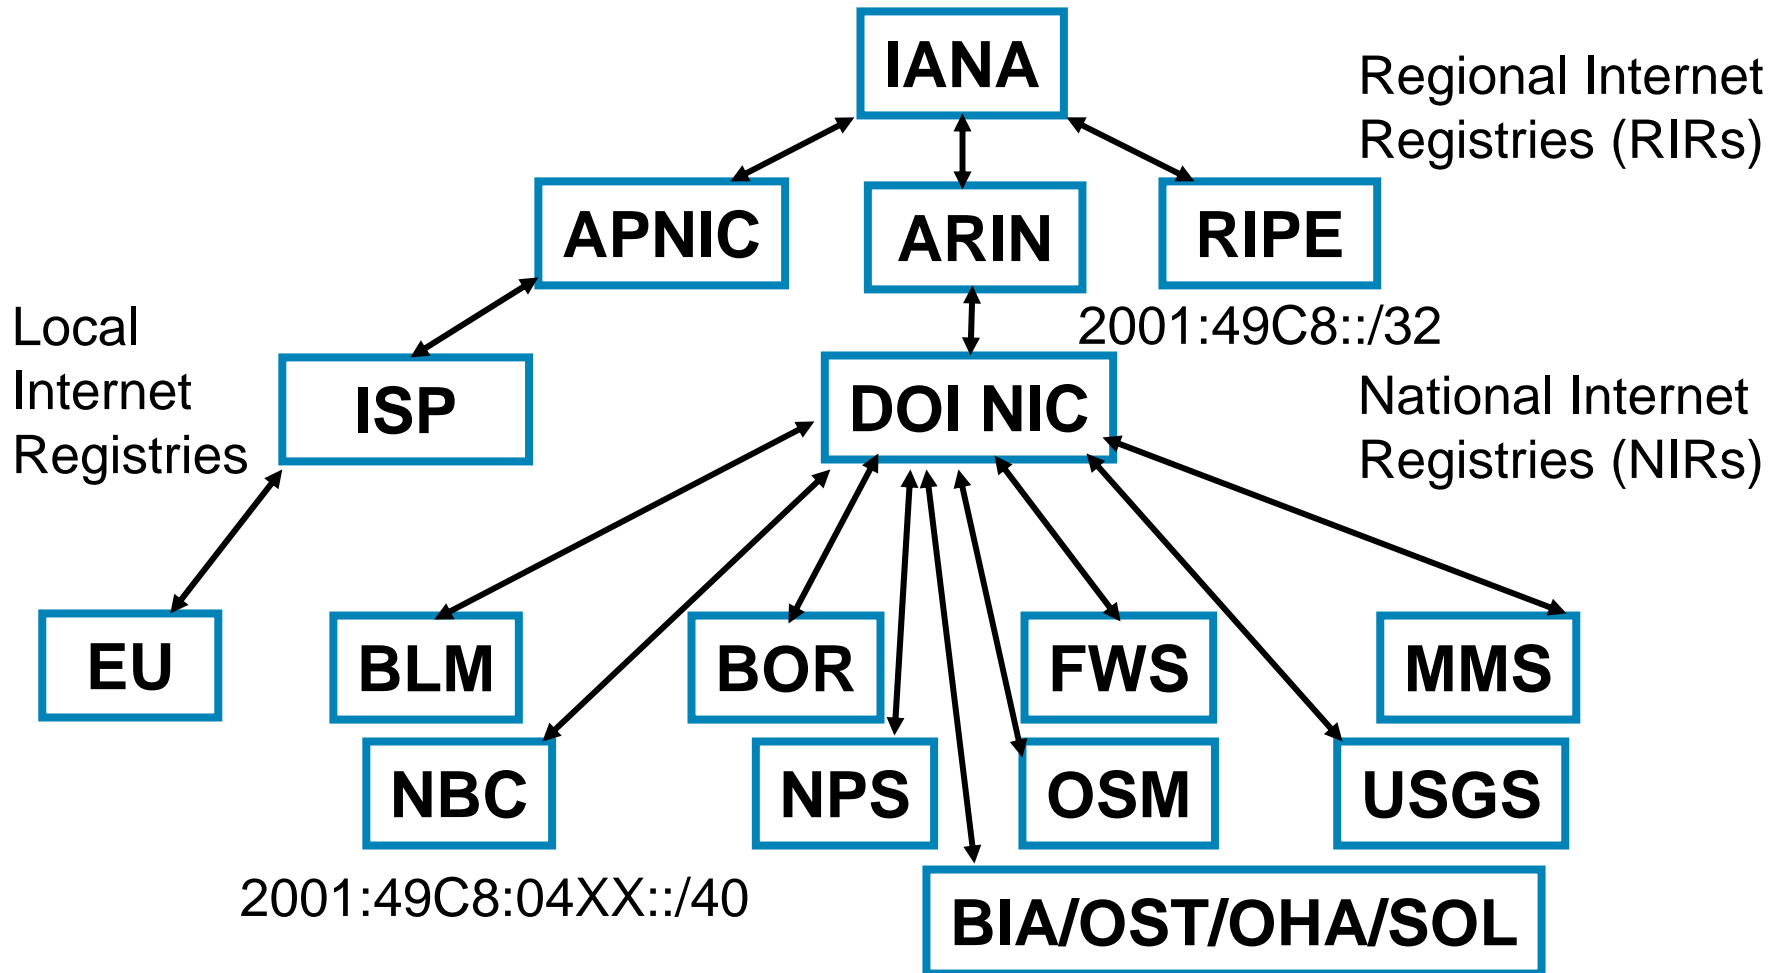 IANA
Regional Internet
Registries (RIRs)
APNIC
ARIN
RIPE
2001:49C8::/32
Local
Internet
Registries
ISP
DOI NIC
National Internet
Registries (NIRs)
EU
BLM
BOR
FWS
MMS
NBC
NPS
OSM
USGS
2001:49C8:04XX::/40
BIA/OST/OHA/SOL